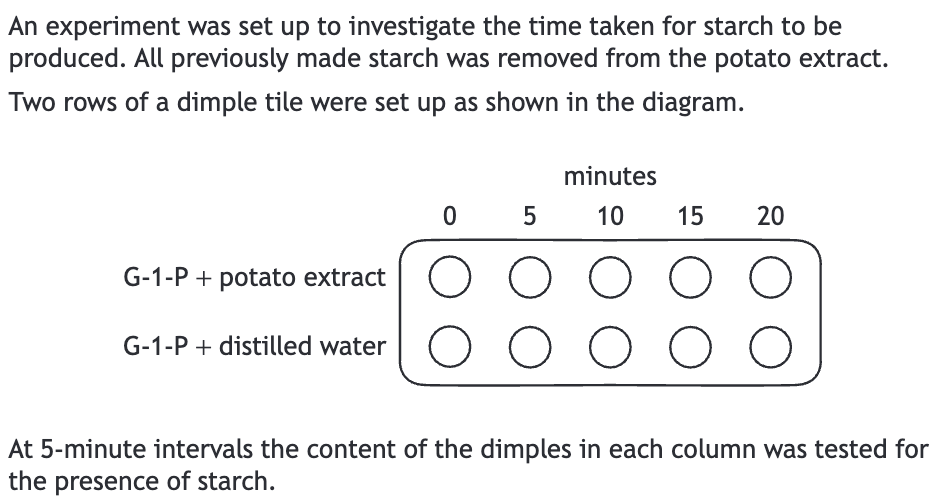 An experiment was set up to investigate the time taken for starch to be
produced. All previously made starch was removed from the potato extract.
Two rows of a dimple tile were set up as shown in the diagram.
minutes
0 5 10 15 20
G-1-P + potato extract
G-1-P + distilled water
At 5-minute intervals the content of the dimples in each column was tested for
the presence of starch.